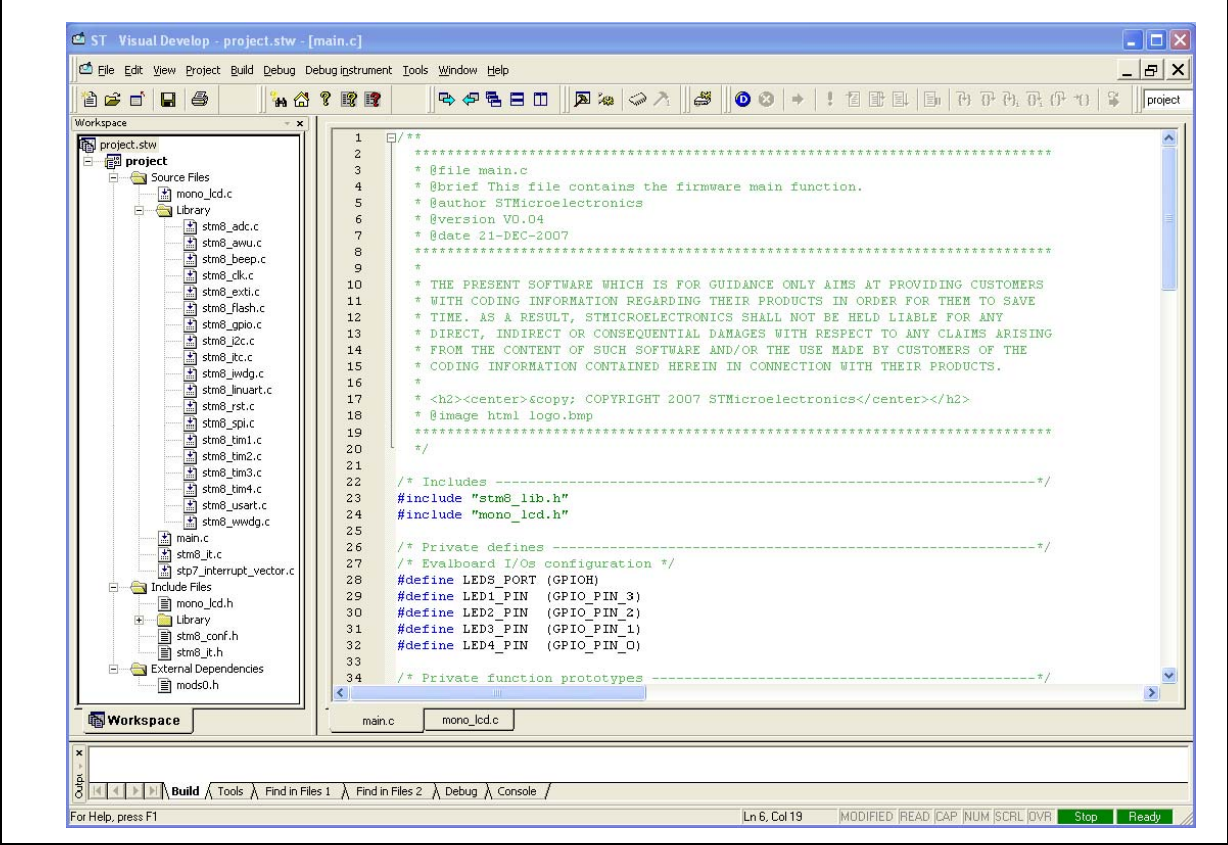 ST Visual Develop - project.stw - [main.c]
File Edit View Project Build Debug Debug instrument Tools Window Help
project
Workspace
project.stw
project
Source Files
mono_lcd.c
Library
stm8_adc.c
stm8_awu.c
stm8_beep.c
stm8_clk.c
stm8_exti.c
stm8_flash.c
stm8_gpio.c
stm8_i2c.c
stm8_itc.c
stm8_iwdg.c
stm8_linuart.c
stm8_rst.c
stm8_spi.c
stm8_tim1.c
stm8_tim2.c
stm8_tim3.c
stm8_tim4.c
stm8_usart.c
stm8_wwdg.c
main.c
stm8_it.c
stp7_interrupt_vector.c
Include Files
mono_lcd.h
Library
stm8_conf.h
stm8_it.h
External Dependencies
mods0.h
Workspace
1 /**
2 ******************************************************************************
3 * @file main.c
4 * @brief This file contains the firmware main function.
5 * @author STMicroelectronics
6 * @version V0.04
7 * @date 21-DEC-2007
8 ******************************************************************************
9 *
10 * THE PRESENT SOFTWARE WHICH IS FOR GUIDANCE ONLY AIMS AT PROVIDING CUSTOMERS
11 * WITH CODING INFORMATION REGARDING THEIR PRODUCTS IN ORDER FOR THEM TO SAVE
12 * TIME. AS A RESULT, STMICROELECTRONICS SHALL NOT BE HELD LIABLE FOR ANY
13 * DIRECT, INDIRECT OR CONSEQUENTIAL DAMAGES WITH RESPECT TO ANY CLAIMS ARISING
14 * FROM THE CONTENT OF SUCH SOFTWARE AND/OR THE USE MADE BY CUSTOMERS OF THE
15 * CODING INFORMATION CONTAINED HEREIN IN CONNECTION WITH THEIR PRODUCTS.
16 *
17 * <h2><center>&copy; COPYRIGHT 2007 STMicroelectronics</center></h2>
18 * @image html logo.bmp
19 ******************************************************************************
20 */
21
22 /* Includes ------------------------------------------------------------------*/
23 #include "stm8_lib.h"
24 #include "mono_lcd.h"
25
26 /* Private defines -----------------------------------------------------------*/
27 /* Evalboard I/Os configuration */
28 #define LEDS_PORT (GPIOH)
29 #define LED1_PIN (GPIO_PIN_3)
30 #define LED2_PIN (GPIO_PIN_2)
31 #define LED3_PIN (GPIO_PIN_1)
32 #define LED4_PIN (GPIO_PIN_0)
33
34 /* Private function prototypes -----------------------------------------------*/
main.c mono_lcd.c
Output
Build Tools Find in Files 1 Find in Files 2 Debug Console
For Help, press F1 Ln 6, Col 19 MODIFIED READ CAP NUM SCRL OVR Stop Ready